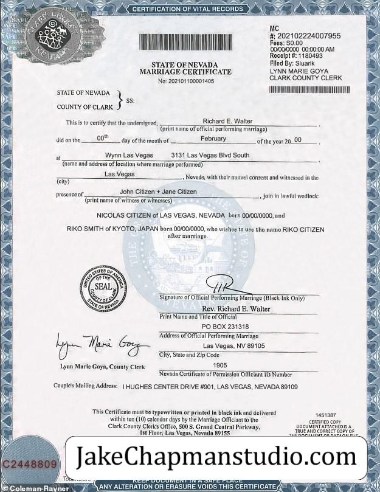 CERTIFICATION OF VITAL RECORDS
MC
#: 202102224007955
Fees: $0.00
00/00/0000 00:00:00 AM
Receipt #: 1180493
Filed By: Sluark
LYNN MARIE GOYA
CLARK COUNTY CLERK
STATE OF NEVADA
MARRIAGE CERTIFICATE
No: 202101100001405
STATE OF NEVADA
COUNTY OF CLARK
} SS:
This is to certify that the undersigned, Richard E. Walter
(print name of official performing marriage)
did on the 00th day of the month of February of the year 20 00
at Wynn Las Vegas 3131 Las Vegas Blvd South
(name and address of location where marriage performed)
Las Vegas, Nevada, with their mutual consent and witnessed in the
(city)
presence of John Citizen + Jane Citizen, join in lawful wedlock
(print name of witness or witnesses)
NICOLAS CITIZEN of LAS VEGAS, NEVADA born 00/00/0000, and
RIKO SMITH of KYOTO, JAPAN born 00/00/0000, who wishes to use the name RIKO CITIZEN
after marriage.
SEAL
Signature of Official Performing Marriage (Black Ink Only)
Rev. Richard E. Walter
Print Name and Title of Official
PO BOX 231318
Address of Official Performing Marriage
Las Vegas, NV 89105
City, State and Zip Code
1905
Nevada Certificate of Permission Officiant ID Number
Lynn Marie Goya
Lynn Marie Goya, County Clerk
Couple's Mailing Address: I HUGHES CENTER DRIVE #001, LAS VEGAS, NEVADA 89109
This Certificate must be typewritten or printed in black ink and delivered
within ten (10) calendar days by the Marriage Officiant to the
Clark County Clerk's Office, 500 S. Grand Central Parkway,
1st Floor; Las Vegas, Nevada 89155
1451387
CERTIFIED COPY
A TRUE AND CORRECT COPY OF
C2448809
JakeChapmanstudio.com
KEEP DOCUMENT IN A SAFE PLACE
ANY ALTERATION OR ERASURE VOIDS THIS CERTIFICATE
© Coleman-Rayner